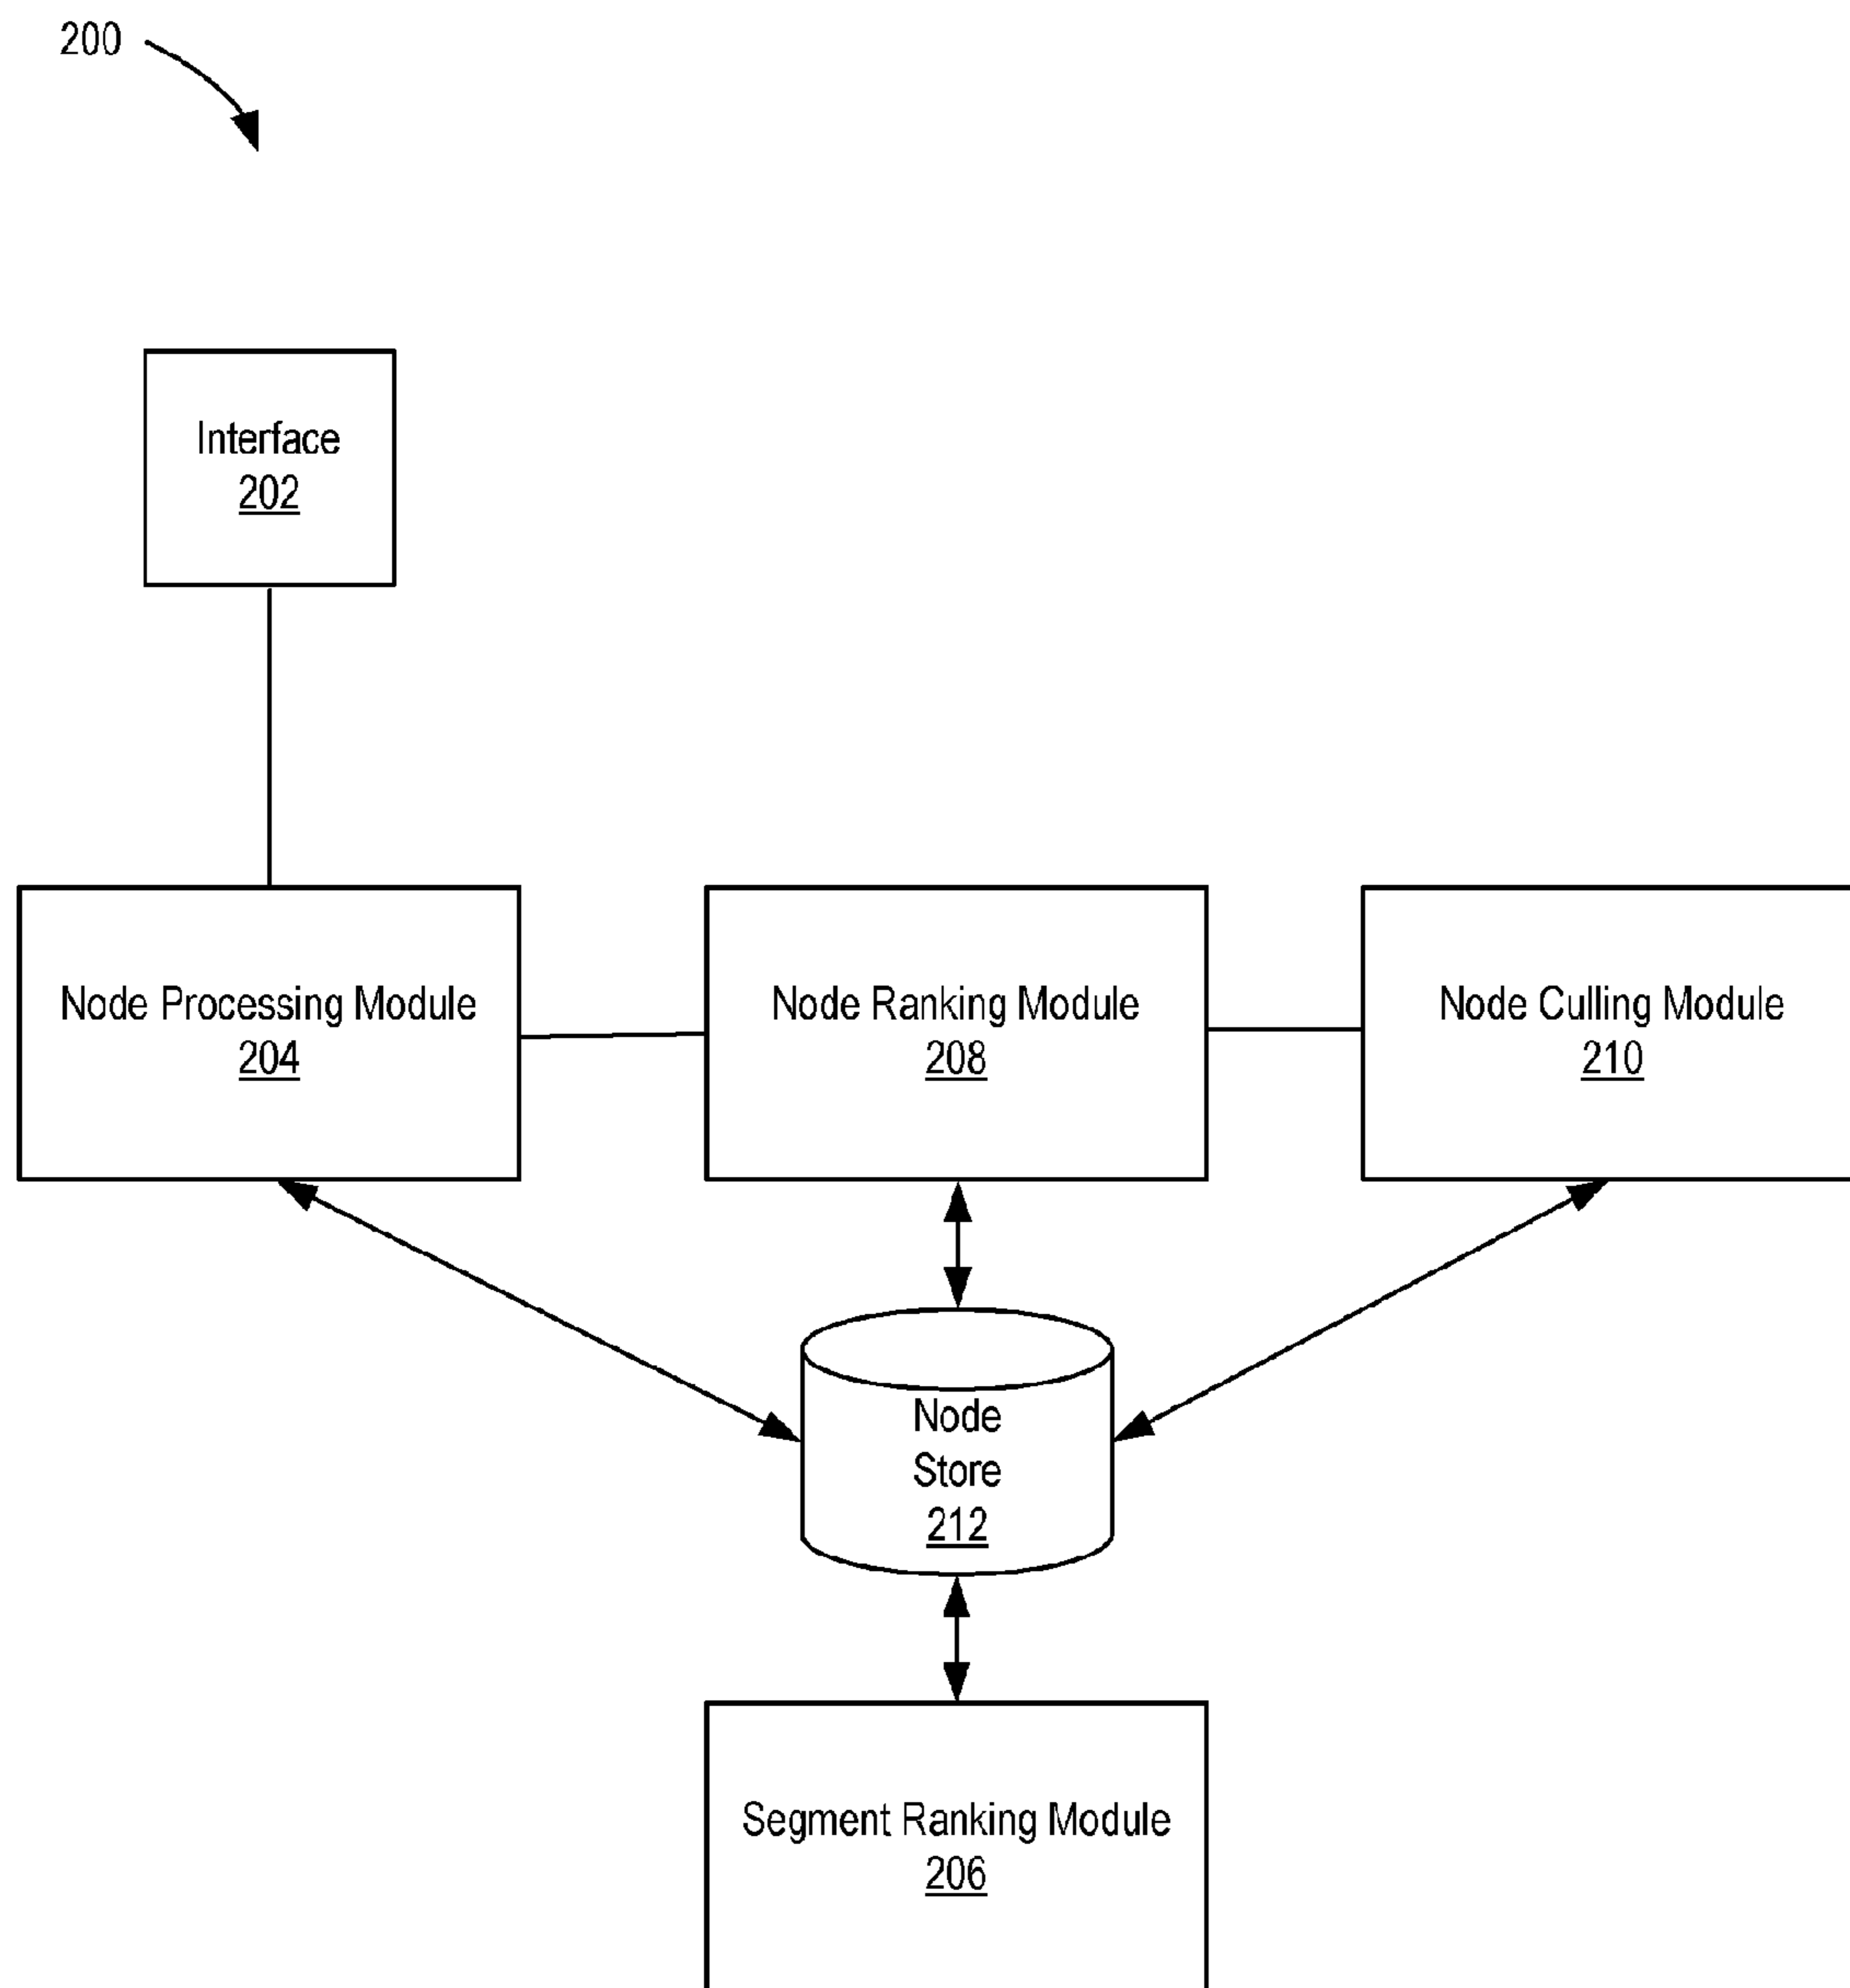 200
Interface
202
Node Processing Module
204
Node Ranking Module
208
Node Culling Module
210
Node
Store
212
Segment Ranking Module
206